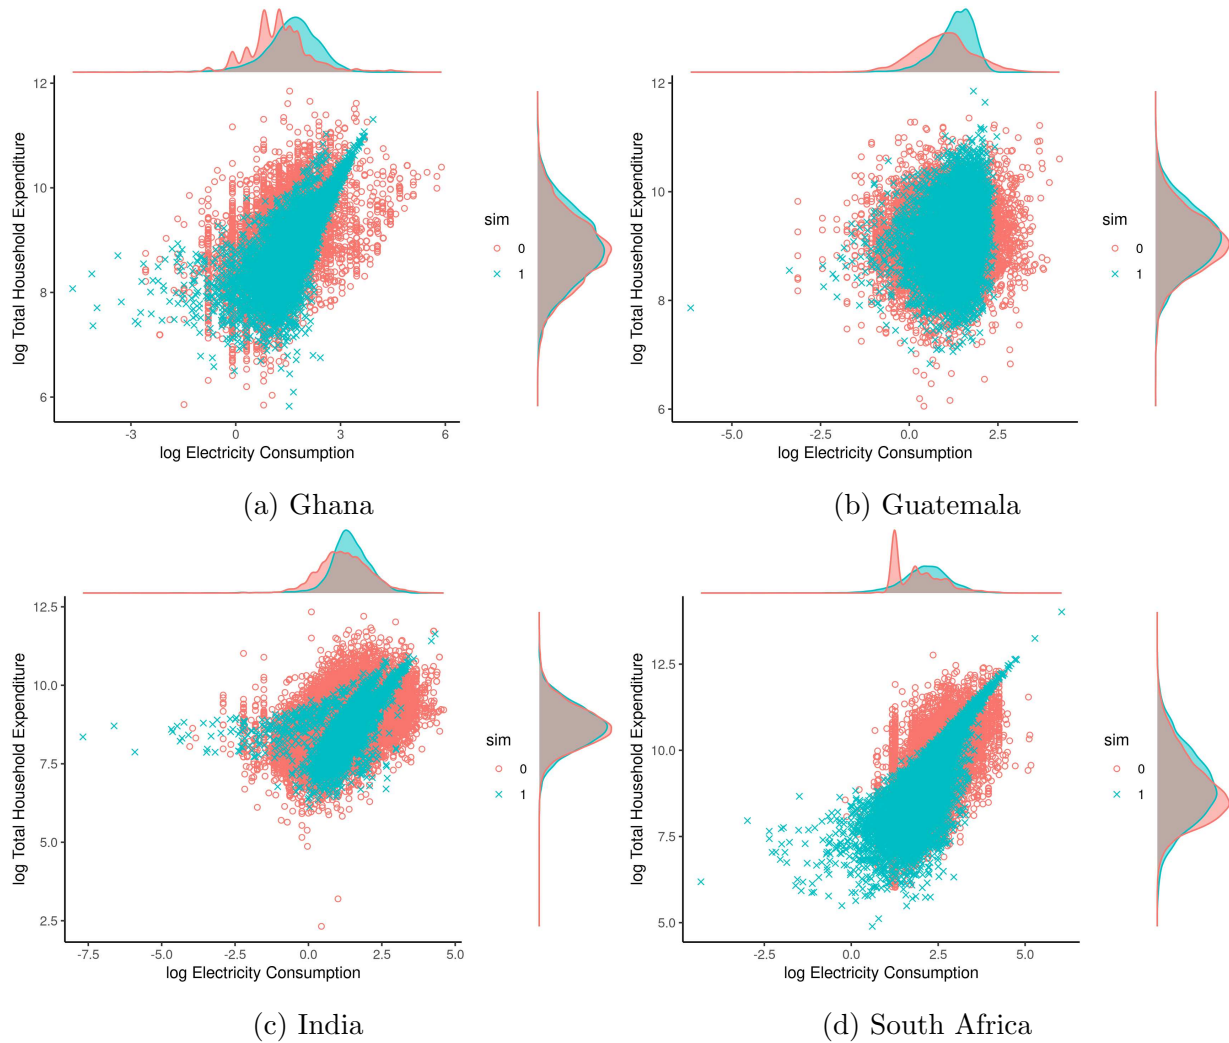 12
10
8
6
log Total Household Expenditure
-3
0
3
6
log Electricity Consumption
sim
0
1
(a) Ghana
10
8
6
log Total Household Expenditure
-5.0
-2.5
0.0
2.5
log Electricity Consumption
sim
0
1
(b) Guatemala
12.5
10.0
7.5
5.0
2.5
log Total Household Expenditure
-7.5
-5.0
-2.5
0.0
2.5
5.0
log Electricity Consumption
sim
0
1
(c) India
12.5
10.0
7.5
5.0
log Total Household Expenditure
-2.5
0.0
2.5
5.0
log Electricity Consumption
sim
0
1
(d) South Africa